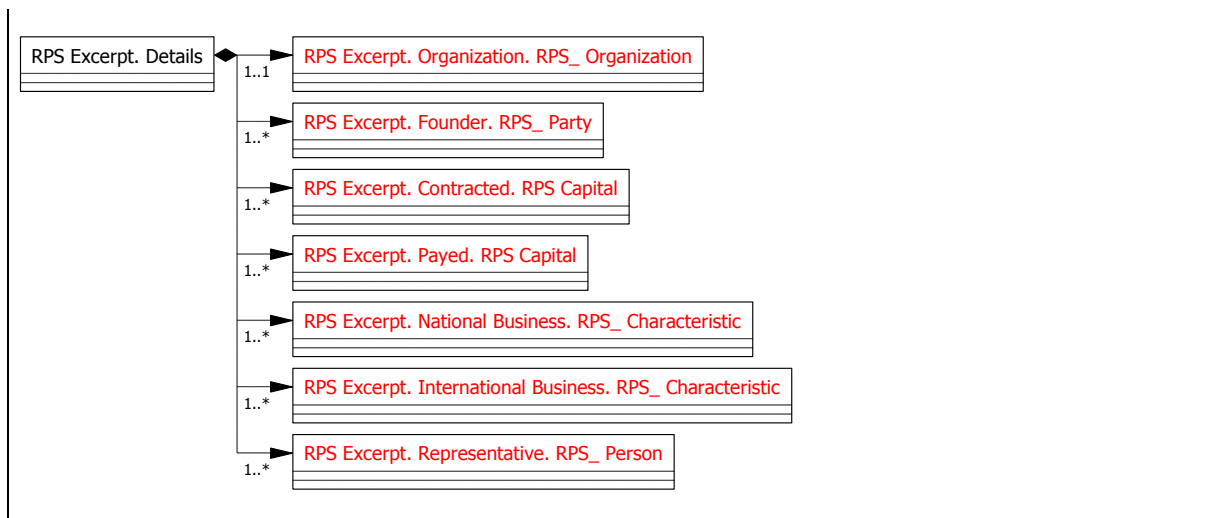 RPS Excerpt. Details
RPS Excerpt. Organization. RPS_ Organization
1..1
RPS Excerpt. Founder. RPS_ Party
1..*
RPS Excerpt. Contracted. RPS Capital
1..*
RPS Excerpt. Payed. RPS Capital
1..*
RPS Excerpt. National Business. RPS_ Characteristic
1..*
RPS Excerpt. International Business. RPS_ Characteristic
1..*
RPS Excerpt. Representative. RPS_ Person
1..*